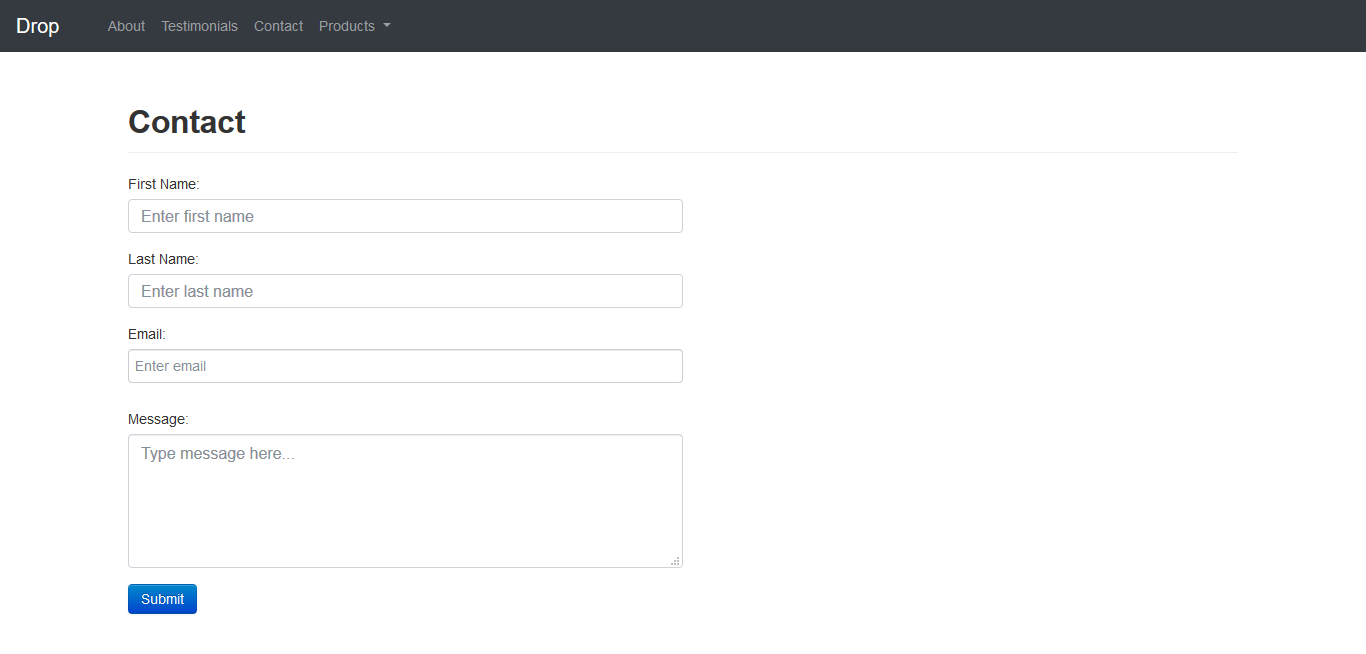 Drop About Testimonials Contact Products
Contact
First Name:
Enter first name
Last Name:
Enter last name
Email:
Enter email
Message:
Type message here...
Submit